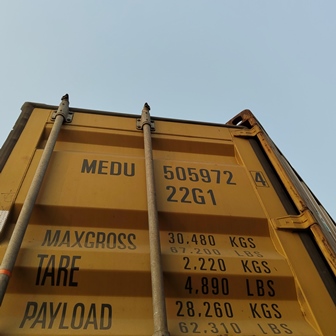 MEDU 505972 4
22G1
MAXGROSS 30.480 KGS
67.200 LBS
TARE 2.220 KGS
4.890 LBS
PAYLOAD 28.260 KGS
62.310 LBS